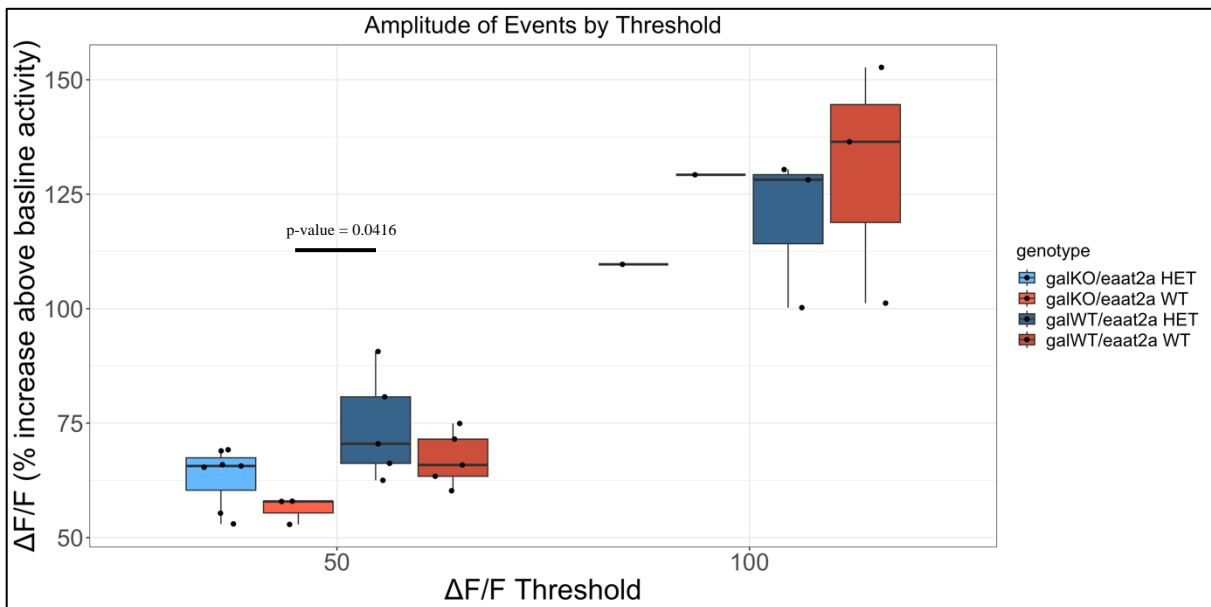 Amplitude of Events by Threshold
ΔF/F (% increase above basline activity)
150
125
100
75
50
p-value = 0.0416
50
100
ΔF/F Threshold
genotype
galKO/eaat2a HET
galKO/eaat2a WT
galWT/eaat2a HET
galWT/eaat2a WT